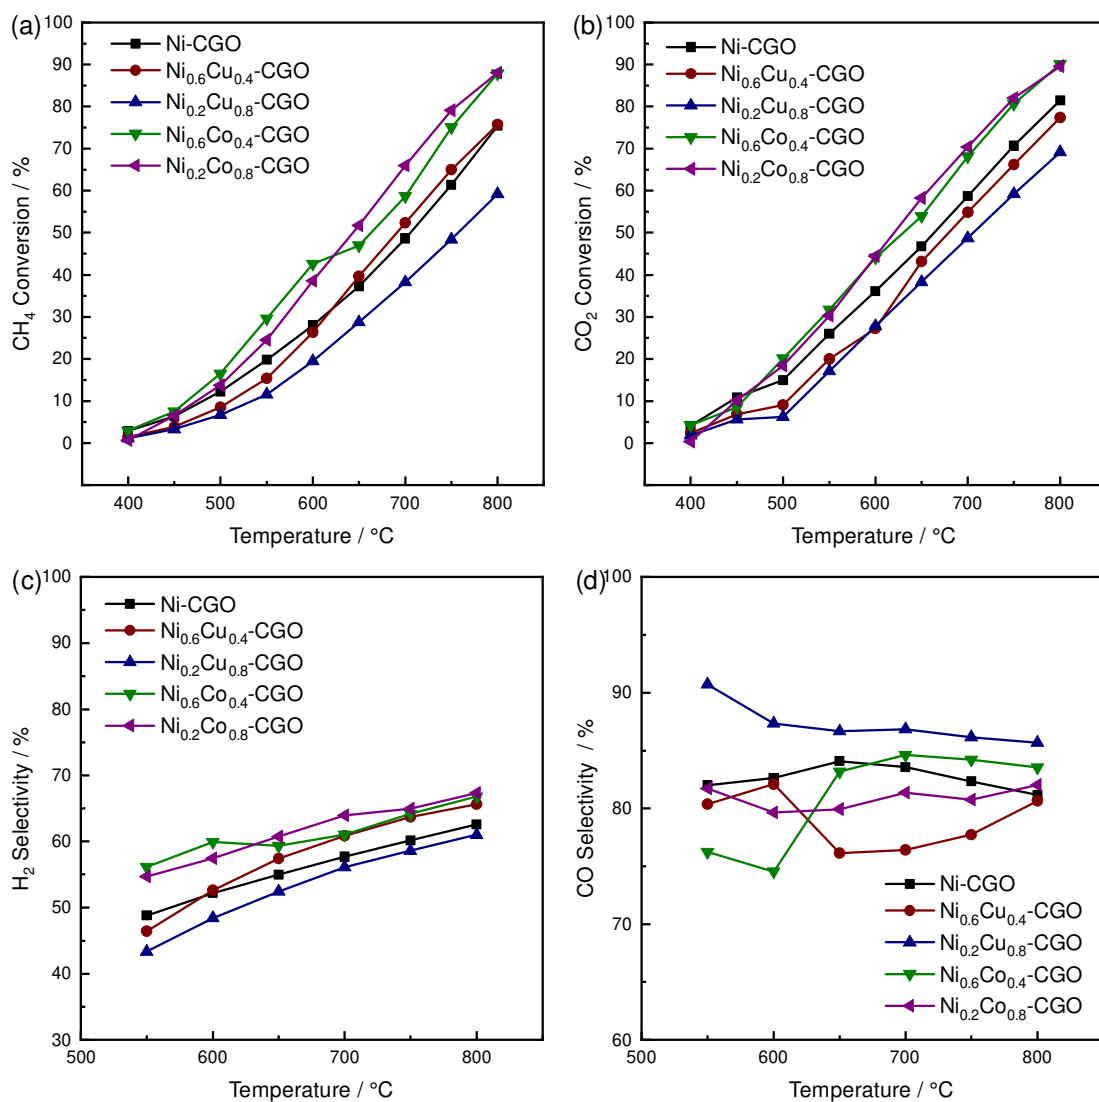 (a)
100
90
80
70
60
50
40
30
20
10
0
CH₄ Conversion / %
Ni-CGO
Ni₀.₆Cu₀.₄-CGO
Ni₀.₂Cu₀.₈-CGO
Ni₀.₆Co₀.₄-CGO
Ni₀.₂Co₀.₈-CGO
400 500 600 700 800
Temperature / °C
(b)
100
90
80
70
60
50
40
30
20
10
0
CO₂ Conversion / %
Ni-CGO
Ni₀.₆Cu₀.₄-CGO
Ni₀.₂Cu₀.₈-CGO
Ni₀.₆Co₀.₄-CGO
Ni₀.₂Co₀.₈-CGO
400 500 600 700 800
Temperature / °C
(c)
100
90
80
70
60
50
40
30
H₂ Selectivity / %
Ni-CGO
Ni₀.₆Cu₀.₄-CGO
Ni₀.₂Cu₀.₈-CGO
Ni₀.₆Co₀.₄-CGO
Ni₀.₂Co₀.₈-CGO
500 600 700 800
Temperature / °C
(d)
100
90
80
70
60
CO Selectivity / %
Ni-CGO
Ni₀.₆Cu₀.₄-CGO
Ni₀.₂Cu₀.₈-CGO
Ni₀.₆Co₀.₄-CGO
Ni₀.₂Co₀.₈-CGO
500 600 700 800
Temperature / °C